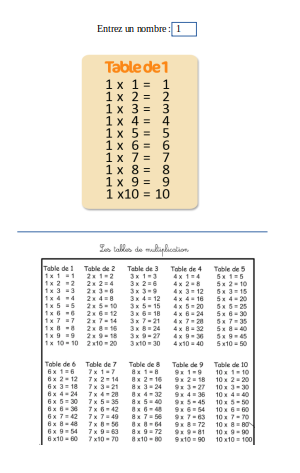 Entrez un nombre : 1
Table de 1
1 x 1 = 1
1 x 2 = 2
1 x 3 = 3
1 x 4 = 4
1 x 5 = 5
1 x 6 = 6
1 x 7 = 7
1 x 8 = 8
1 x 9 = 9
1 x10 = 10
Les tables de multiplication
Table de 1 Table de 2 Table de 3 Table de 4 Table de 5
1 x 1 = 1 2 x 1 = 2 3 x 1 = 3 4 x 1 = 4 5 x 1 = 5
1 x 2 = 2 2 x 2 = 4 3 x 2 = 6 4 x 2 = 8 5 x 2 = 10
1 x 3 = 3 2 x 3 = 6 3 x 3 = 9 4 x 3 = 12 5 x 3 = 15
1 x 4 = 4 2 x 4 = 8 3 x 4 = 12 4 x 4 = 16 5 x 4 = 20
1 x 5 = 5 2 x 5 = 10 3 x 5 = 15 4 x 5 = 20 5 x 5 = 25
1 x 6 = 6 2 x 6 = 12 3 x 6 = 18 4 x 6 = 24 5 x 6 = 30
1 x 7 = 7 2 x 7 = 14 3 x 7 = 21 4 x 7 = 28 5 x 7 = 35
1 x 8 = 8 2 x 8 = 16 3 x 8 = 24 4 x 8 = 32 5 x 8 = 40
1 x 9 = 9 2 x 9 = 18 3 x 9 = 27 4 x 9 = 36 5 x 9 = 45
1 x 10 = 10 2 x10 = 20 3 x10 = 30 4 x10 = 40 5 x10 = 50
Table de 6 Table de 7 Table de 8 Table de 9 Table de 10
6 x 1 = 6 7 x 1 = 7 8 x 1 = 8 9 x 1 = 9 10 x 1 = 10
6 x 2 = 12 7 x 2 = 14 8 x 2 = 16 9 x 2 = 18 10 x 2 = 20
6 x 3 = 18 7 x 3 = 21 8 x 3 = 24 9 x 3 = 27 10 x 3 = 30
6 x 4 = 24 7 x 4 = 28 8 x 4 = 32 9 x 4 = 36 10 x 4 = 40
6 x 5 = 30 7 x 5 = 35 8 x 5 = 40 9 x 5 = 45 10 x 5 = 50
6 x 6 = 36 7 x 6 = 42 8 x 6 = 48 9 x 6 = 54 10 x 6 = 60
6 x 7 = 42 7 x 7 = 49 8 x 7 = 56 9 x 7 = 63 10 x 7 = 70
6 x 8 = 48 7 x 8 = 56 8 x 8 = 64 9 x 8 = 72 10 x 8 = 80
6 x 9 = 54 7 x 9 = 63 8 x 9 = 72 9 x 9 = 81 10 x 9 = 90
6 x10 = 60 7 x10 = 70 8 x10 = 80 9 x10 = 90 10 x10 = 100